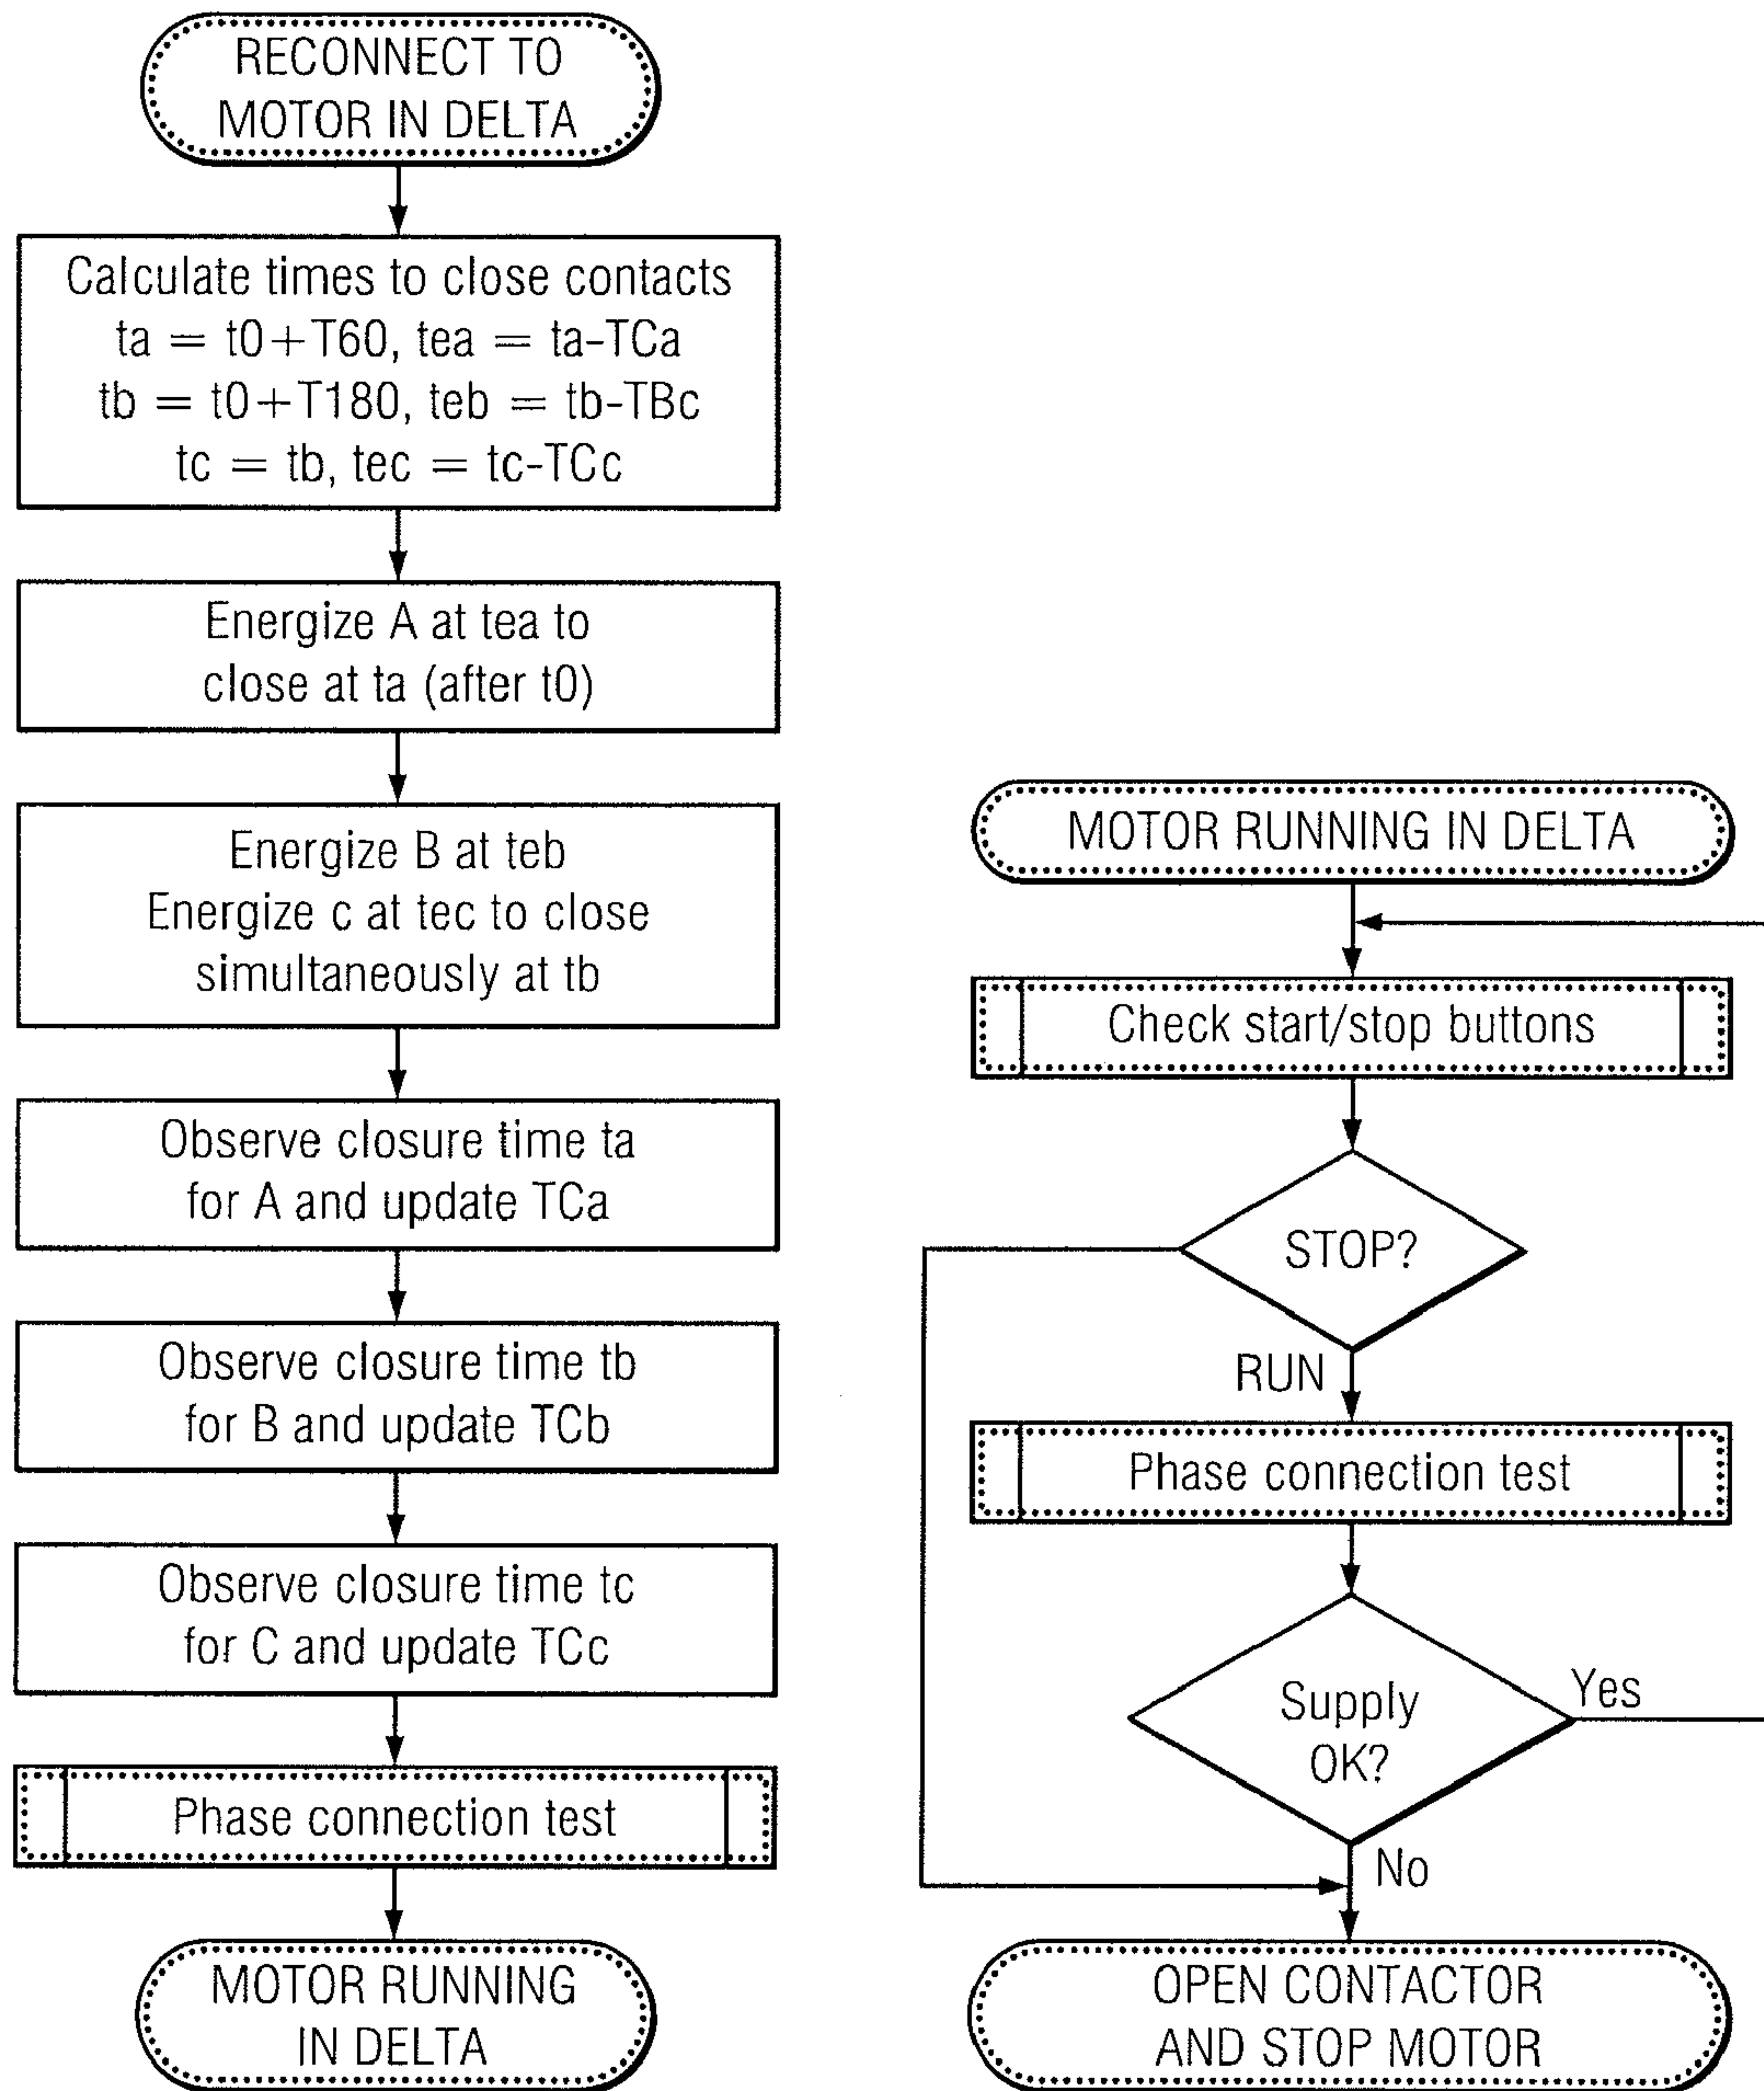 RECONNECT TO
MOTOR IN DELTA
Calculate times to close contacts
ta = t0+T60, tea = ta-TCa
tb = t0+T180, teb = tb-TBc
tc = tb, tec = tc-TCc
Energize A at tea to
close at ta (after t0)
Energize B at teb
Energize c at tec to close
simultaneously at tb
Observe closure time ta
for A and update TCa
Observe closure time tb
for B and update TCb
Observe closure time tc
for C and update TCc
Phase connection test
MOTOR RUNNING
IN DELTA
MOTOR RUNNING IN DELTA
Check start/stop buttons
STOP?
RUN
Phase connection test
Supply
OK?
Yes
No
OPEN CONTACTOR
AND STOP MOTOR